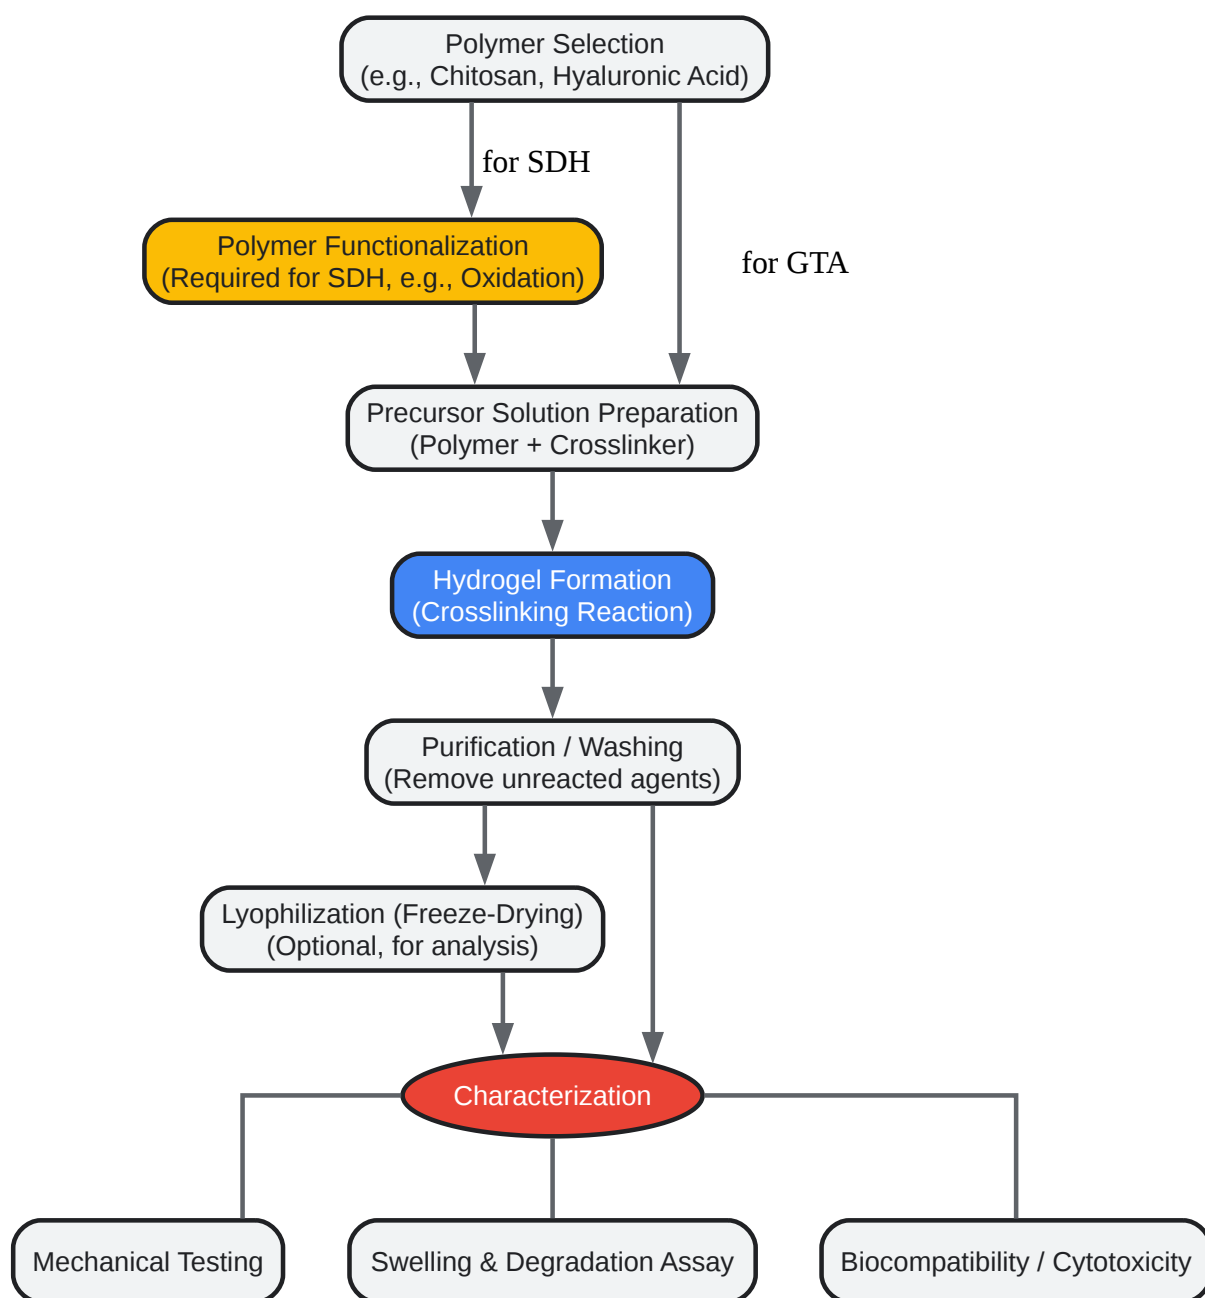 Polymer Selection
(e.g., Chitosan, Hyaluronic Acid)
for SDH
Polymer Functionalization
(Required for SDH, e.g., Oxidation)
for GTA
Precursor Solution Preparation
(Polymer + Crosslinker)
Hydrogel Formation
(Crosslinking Reaction)
Purification / Washing
(Remove unreacted agents)
Lyophilization (Freeze-Drying)
(Optional, for analysis)
Characterization
Mechanical Testing
Swelling & Degradation Assay
Biocompatibility / Cytotoxicity